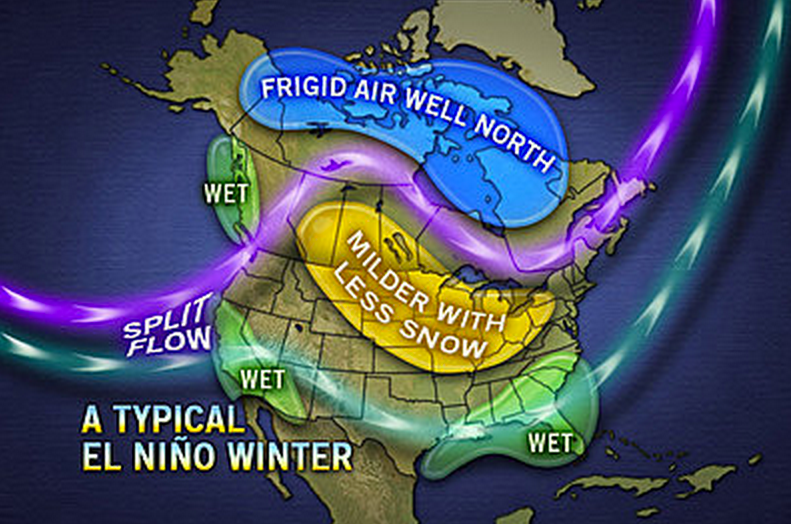 FRIGID AIR WELL NORTH
WET
MILDER WITH
LESS SNOW
SPLIT
FLOW
WET
A TYPICAL
EL NIÑO WINTER
WET